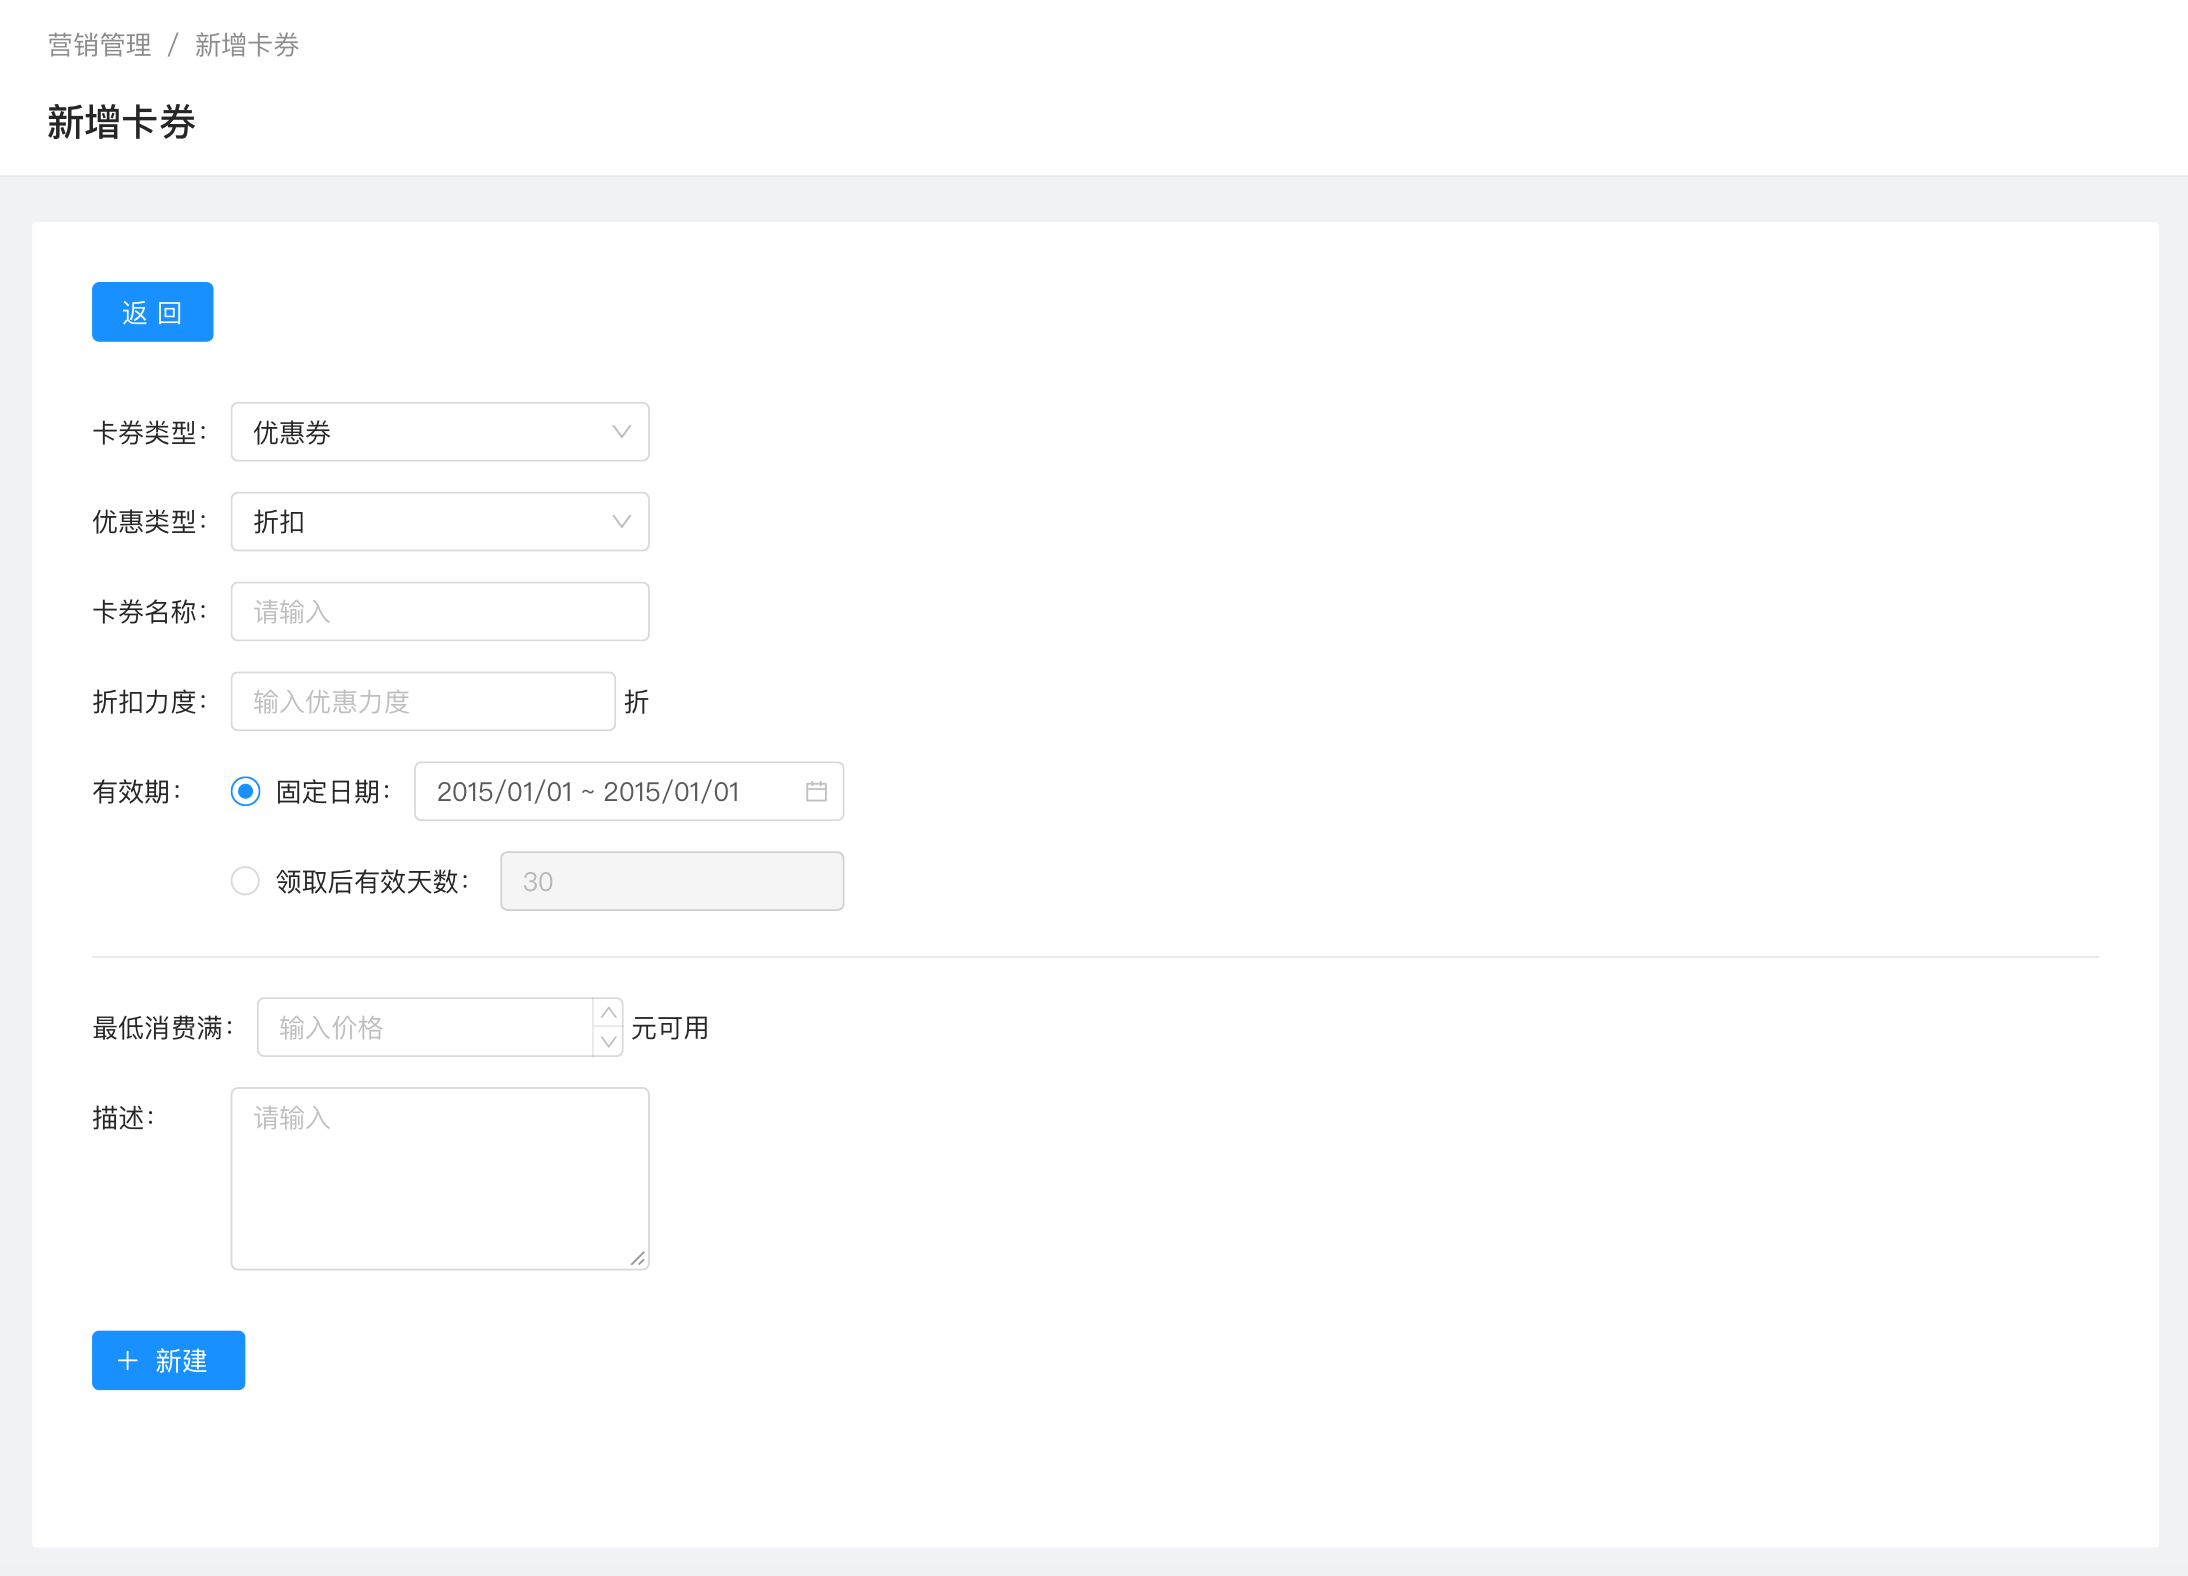 营销管理 / 新增卡券
新增卡券
返 回
卡券类型： 优惠券
优惠类型： 折扣
卡券名称： 请输入
折扣力度： 输入优惠力度 折
有效期： 固定日期： 2015/01/01 ~ 2015/01/01
领取后有效天数： 30
最低消费满： 输入价格 元可用
描述： 请输入
+ 新建